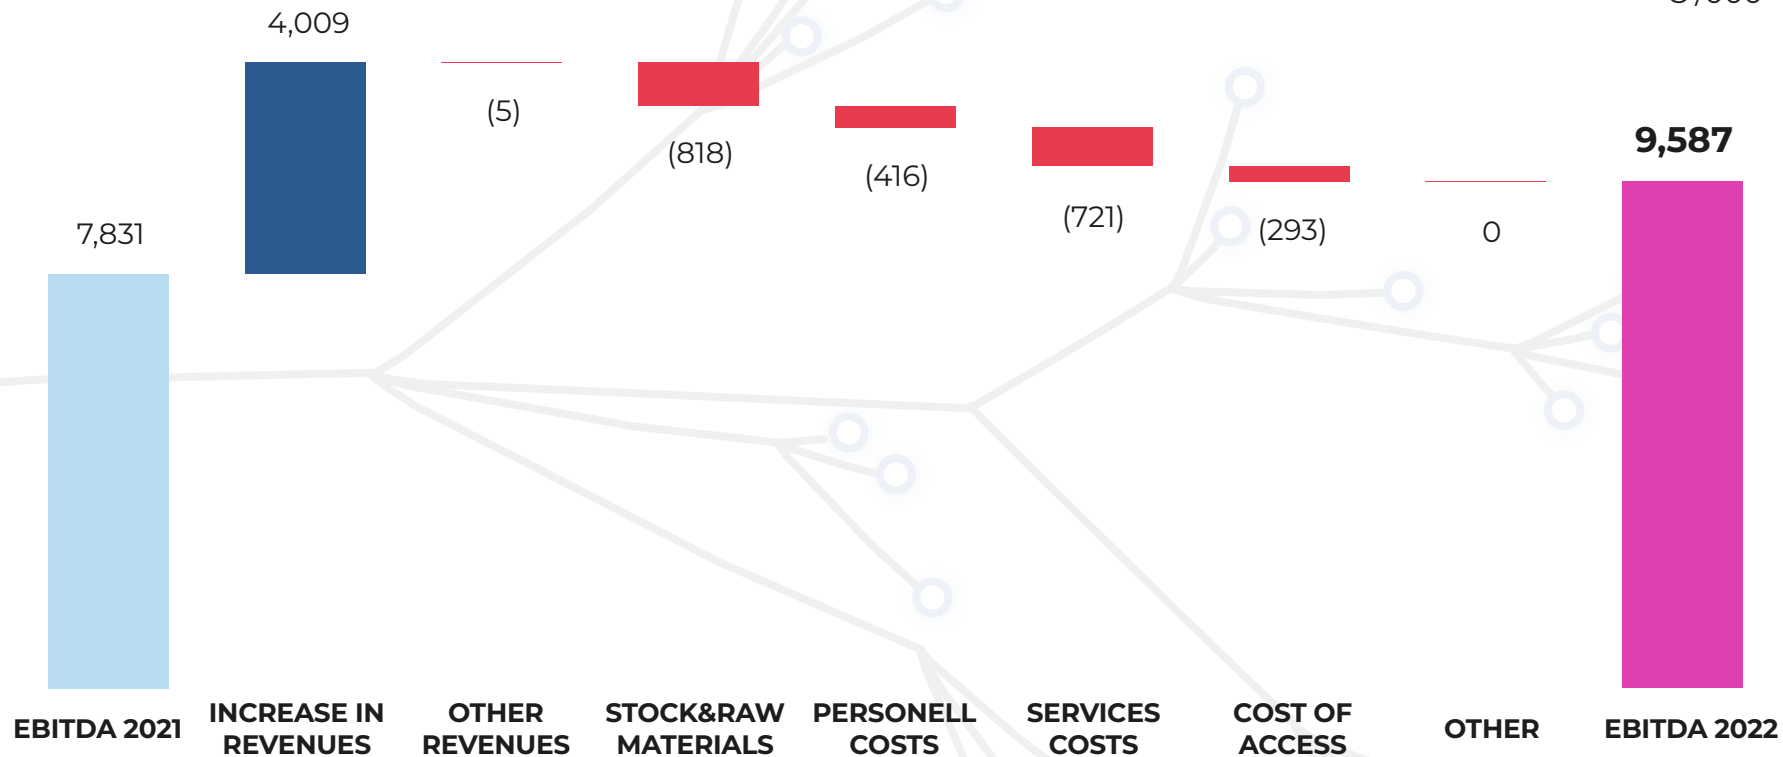 4,009
(5)
(818)
(416)
(721)
(293)
0
7,831
9,587
EBITDA 2021
INCREASE IN
REVENUES
OTHER
REVENUES
STOCK&RAW
MATERIALS
PERSONELL
COSTS
SERVICES
COSTS
COST OF
ACCESS
OTHER
EBITDA 2022